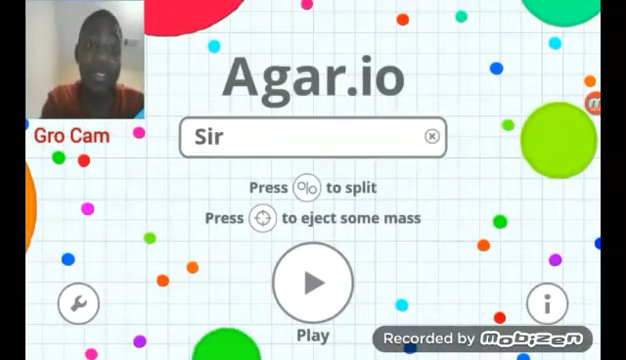 Agar.io
Gro Cam
Sir
Press to split
Press to eject some mass
Play
Recorded by mobizen